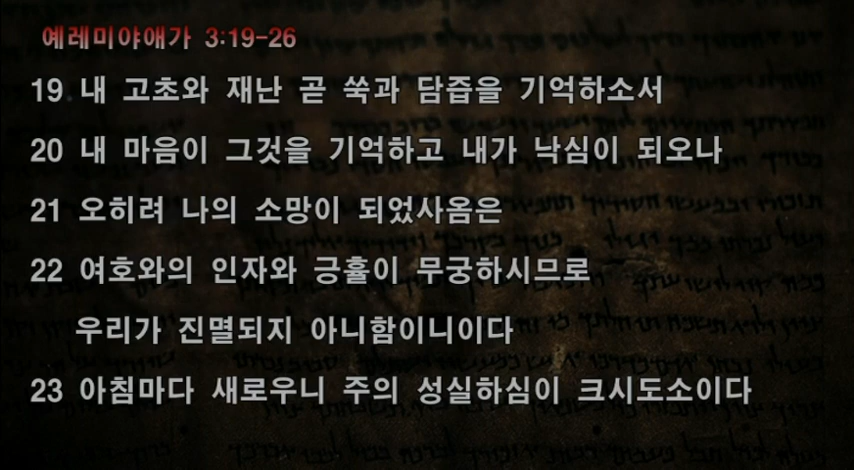 예레미야애가 3:19-26
19 내 고초와 재난 곧 쑥과 담즙을 기억하소서
20 내 마음이 그것을 기억하고 내가 낙심이 되오나
21 오히려 나의 소망이 되었사옴은
22 여호와의 인자와 긍휼이 무궁하시므로
우리가 진멸되지 아니함이니이다
23 아침마다 새로우니 주의 성실하심이 크시도소이다